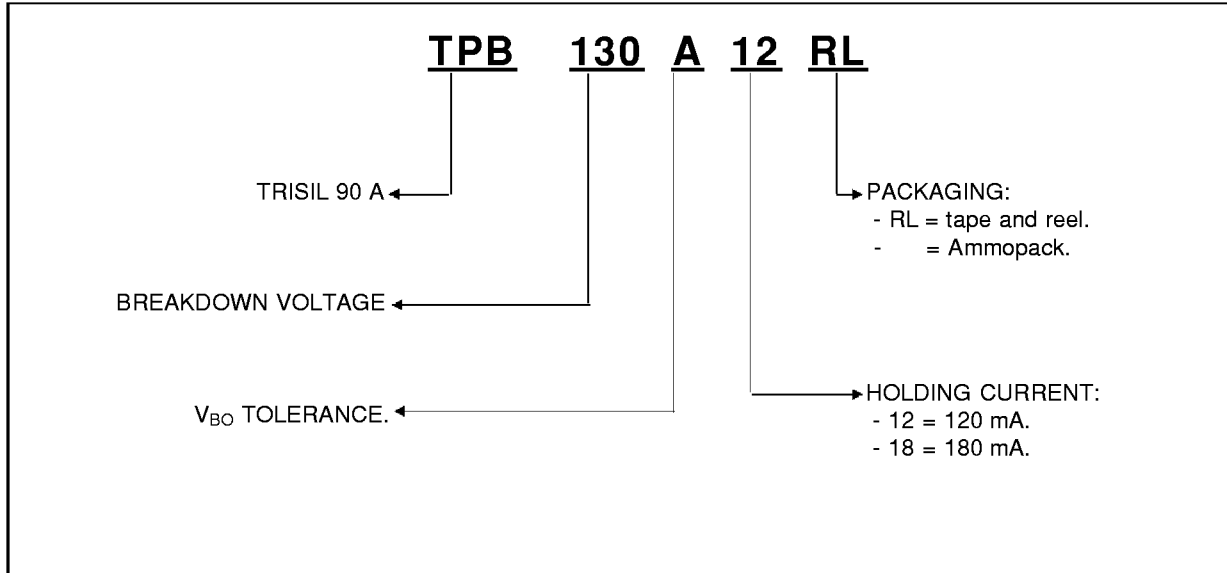 TPB 130 A 12 RL
TRISIL 90 A
PACKAGING:
- RL = tape and reel.
- = Ammopack.
BREAKDOWN VOLTAGE
HOLDING CURRENT:
- 12 = 120 mA.
- 18 = 180 mA.
VBO TOLERANCE.